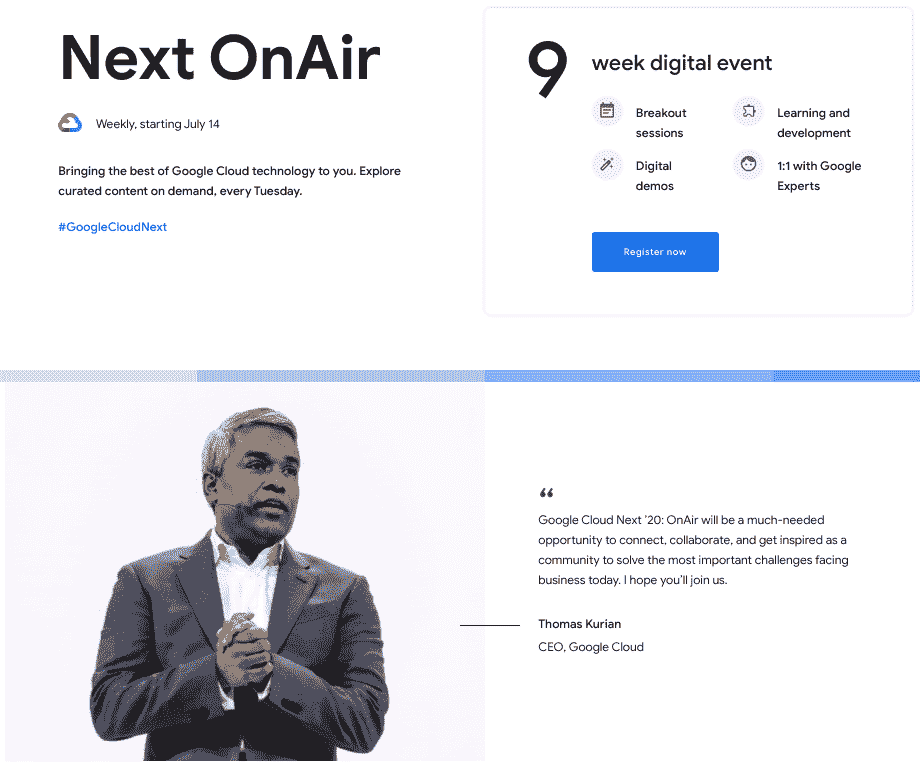 Next OnAir
Weekly, starting July 14
Bringing the best of Google Cloud technology to you. Explore
curated content on demand, every Tuesday.
#GoogleCloudNext
9 week digital event
Breakout
sessions
Learning and
development
Digital
demos
1:1 with Google
Experts
Register now
“
Google Cloud Next ’20: OnAir will be a much-needed
opportunity to connect, collaborate, and get inspired as a
community to solve the most important challenges facing
business today. I hope you’ll join us.
Thomas Kurian
CEO, Google Cloud